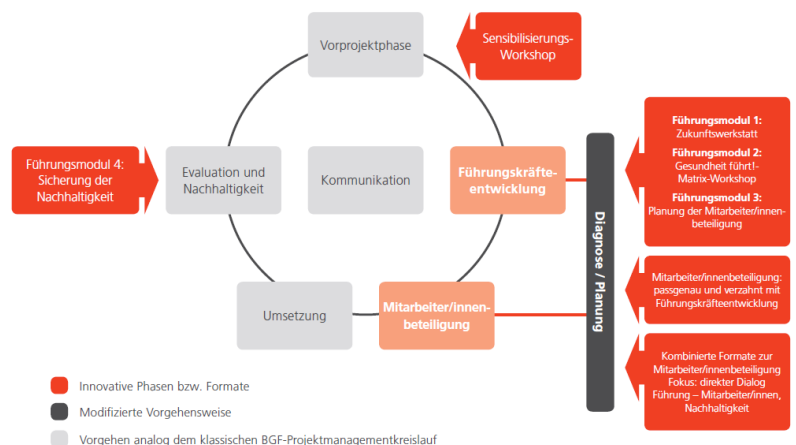 Vorprojektphase
Sensibilisierungs-
Workshop
Führungsmodul 4:
Sicherung der
Nachhaltigkeit
Evaluation und
Nachhaltigkeit
Kommunikation
Führungskräfte-
entwicklung
Diagnose / Planung
Führungsmodul 1:
Zukunftswerkstatt
Führungsmodul 2:
Gesundheit führt!-
Matrix-Workshop
Führungsmodul 3:
Planung der Mitarbeiter/innen-
beteiligung
Umsetzung
Mitarbeiter/innen-
beteiligung
Mitarbeiter/innenbeteiligung:
passgenau und verzahnt mit
Führungskräfteentwicklung
Kombinierte Formate zur
Mitarbeiter/innenbeteiligung
Fokus: direkter Dialog
Führung – Mitarbeiter/innen,
Nachhaltigkeit
Innovative Phasen bzw. Formate
Modifizierte Vorgehensweise
Vorgehen analog dem klassischen BGF-Projektmanagementkreislauf